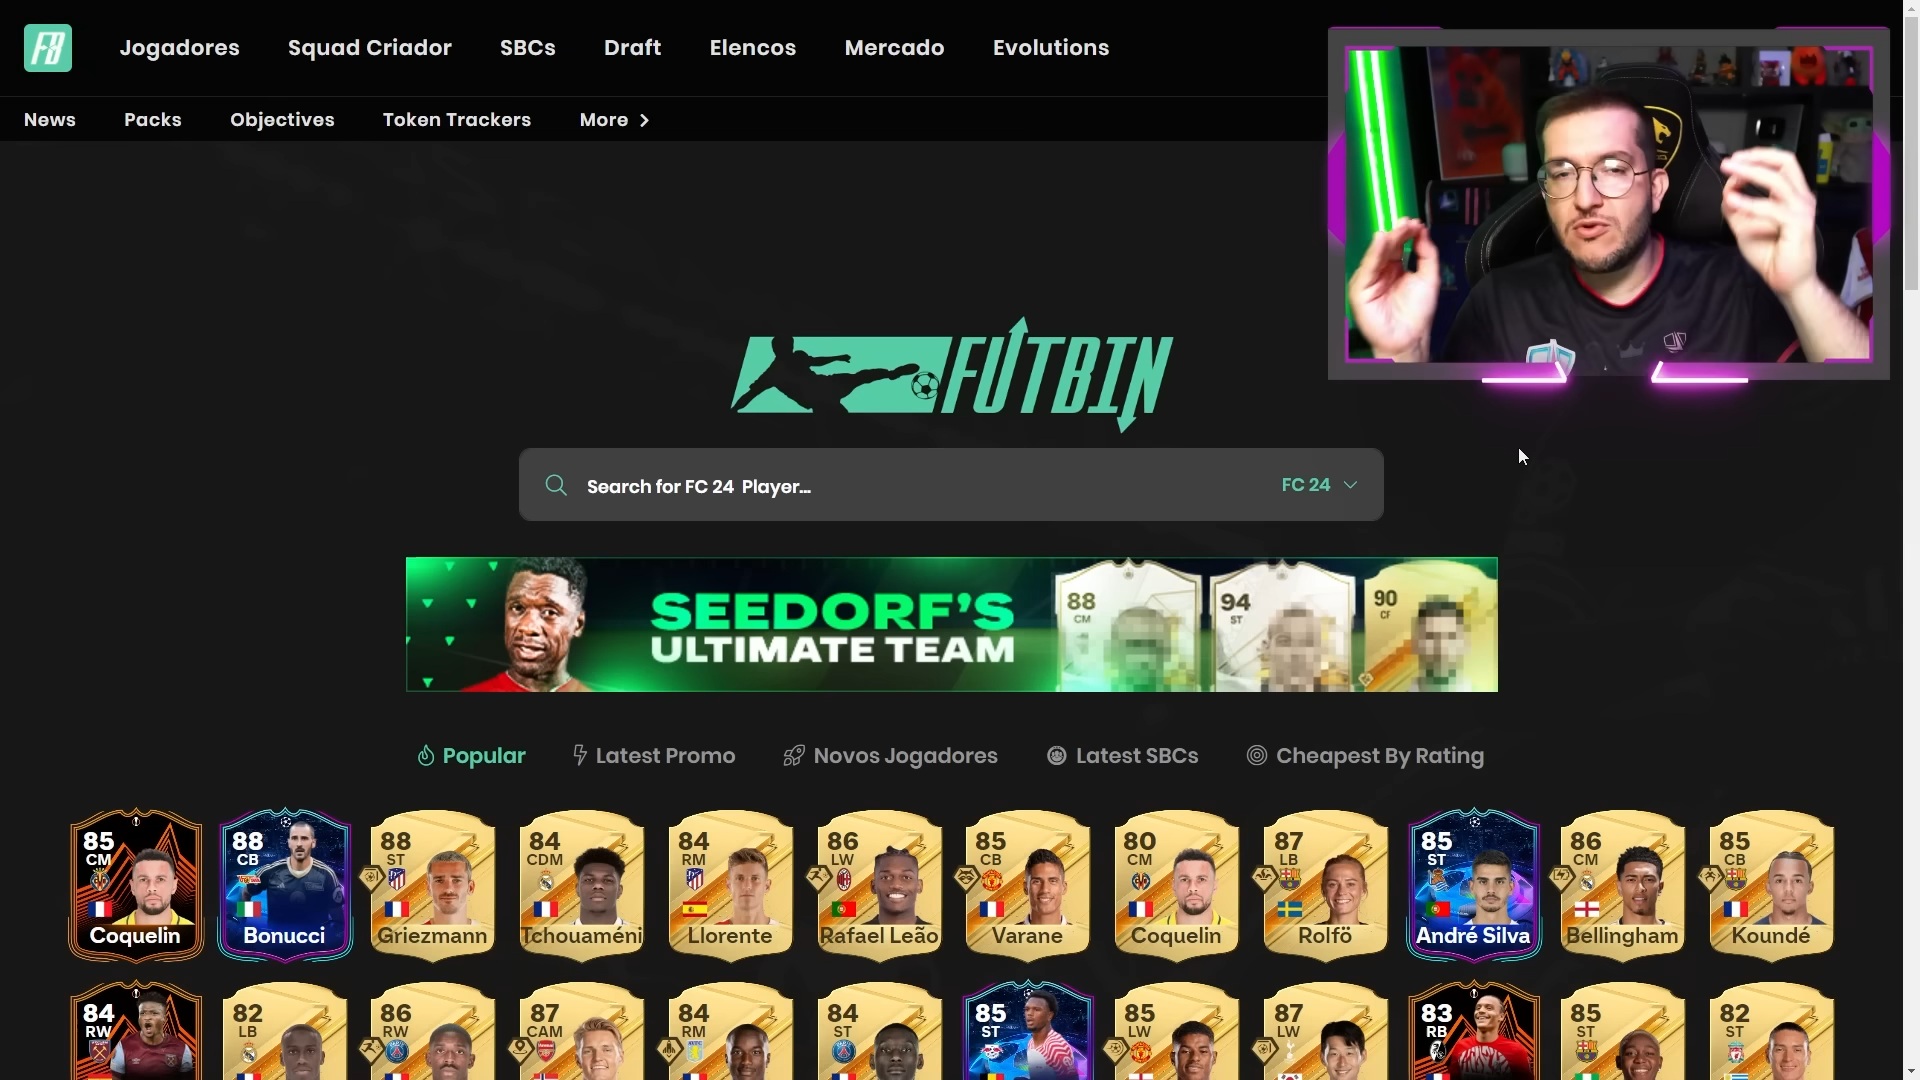 FB
Jogadores Squad Criador SBCs Draft Elencos Mercado Evolutions
News Packs Objectives Token Trackers More
FUTBIN
Search for FC 24 Player... FC 24
SEEDORF'S
ULTIMATE TEAM
88 CM
94 ST
90 CF
Popular Latest Promo Novos Jogadores Latest SBCs Cheapest By Rating
85 88 88 84 84 86 85 80 87 85 86 85
CM CB ST CDM RM LW CB CM LB ST CM CB
Coquelin Bonucci Griezmann Tchouaméni Llorente Rafael Leão Varane Coquelin Rolfö André Silva Bellingham Koundé
84 82 86 87 84 84 85 85 87 83 85 82
RW LB RW CAM RM ST ST LW LW RB ST ST